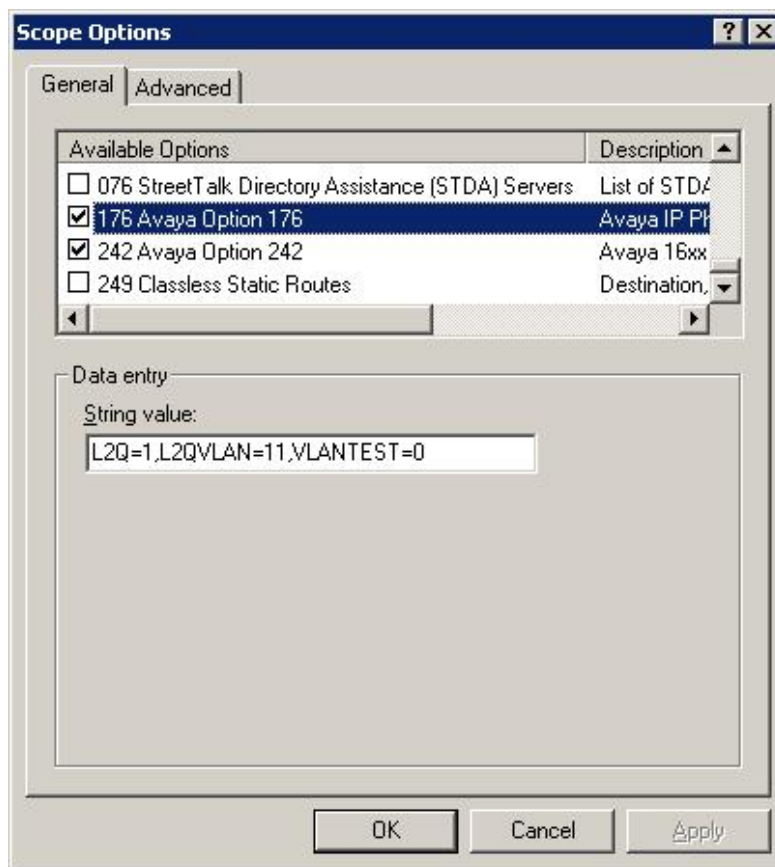 Scope Options
General Advanced
Available Options Description
076 StreetTalk Directory Assistance (STDA) Servers List of STDA
176 Avaya Option 176 Avaya IP Ph
242 Avaya Option 242 Avaya 16xx
249 Classless Static Routes Destination,
Data entry
String value:
L2Q=1,L2QVLAN=11,VLANTEST=0
OK Cancel Apply